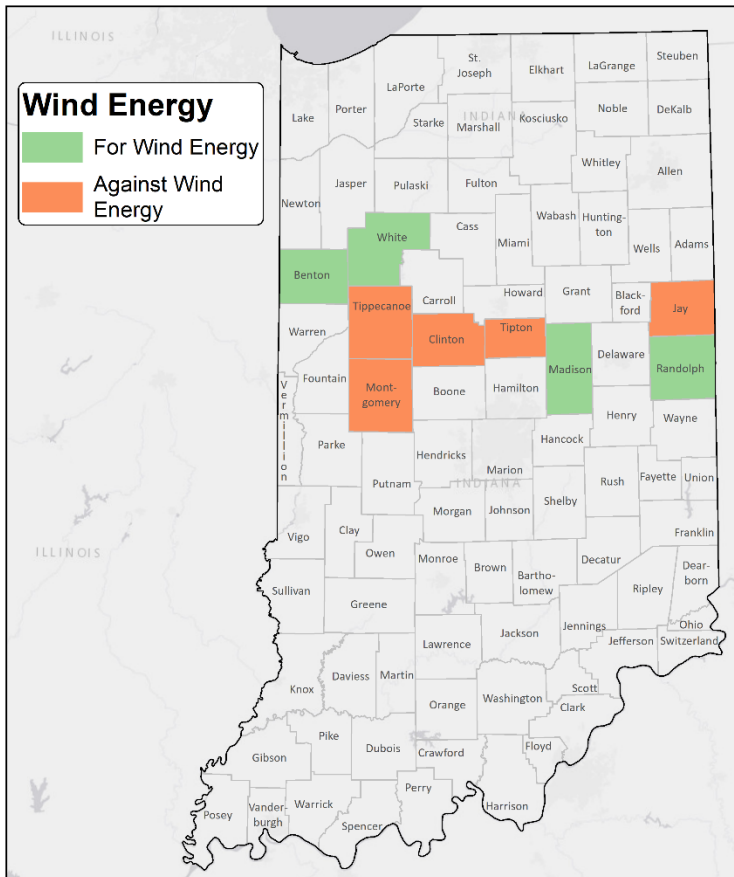 ILLINOIS
St.
Joseph
Elkhart
LaGrange
Steuben
LaPorte
Wind Energy
For Wind Energy
Against Wind
Energy
Lake
Porter
Starke
INDIANA
Marshall
Kosciusko
Noble
DeKalb
Whitley
Allen
Newton
Jasper
Pulaski
Fulton
Wabash
Hunting-
ton
White
Cass
Miami
Wells
Adams
Benton
Tippecanoe
Carroll
Howard
Grant
Black-
ford
Jay
Warren
Clinton
Tipton
Madison
Delaware
Randolph
Fountain
Mont-
gomery
Boone
Hamilton
Vermillion
Henry
Wayne
Parke
Hendricks
Hancock
Putnam
Marion
INDIANA
Rush
Fayette
Union
Morgan
Johnson
Shelby
Vigo
Clay
Owen
Franklin
ILLINOIS
Monroe
Brown
Bartho-
lomew
Decatur
Dear-
born
Sullivan
Greene
Ripley
Jackson
Jennings
Ohio
Lawrence
Jefferson
Switzerland
Knox
Daviess
Martin
Scott
Washington
Orange
Clark
Pike
Gibson
Dubois
Crawford
Floyd
Posey
Vander-
burgh
Warrick
Perry
Spencer
Harrison